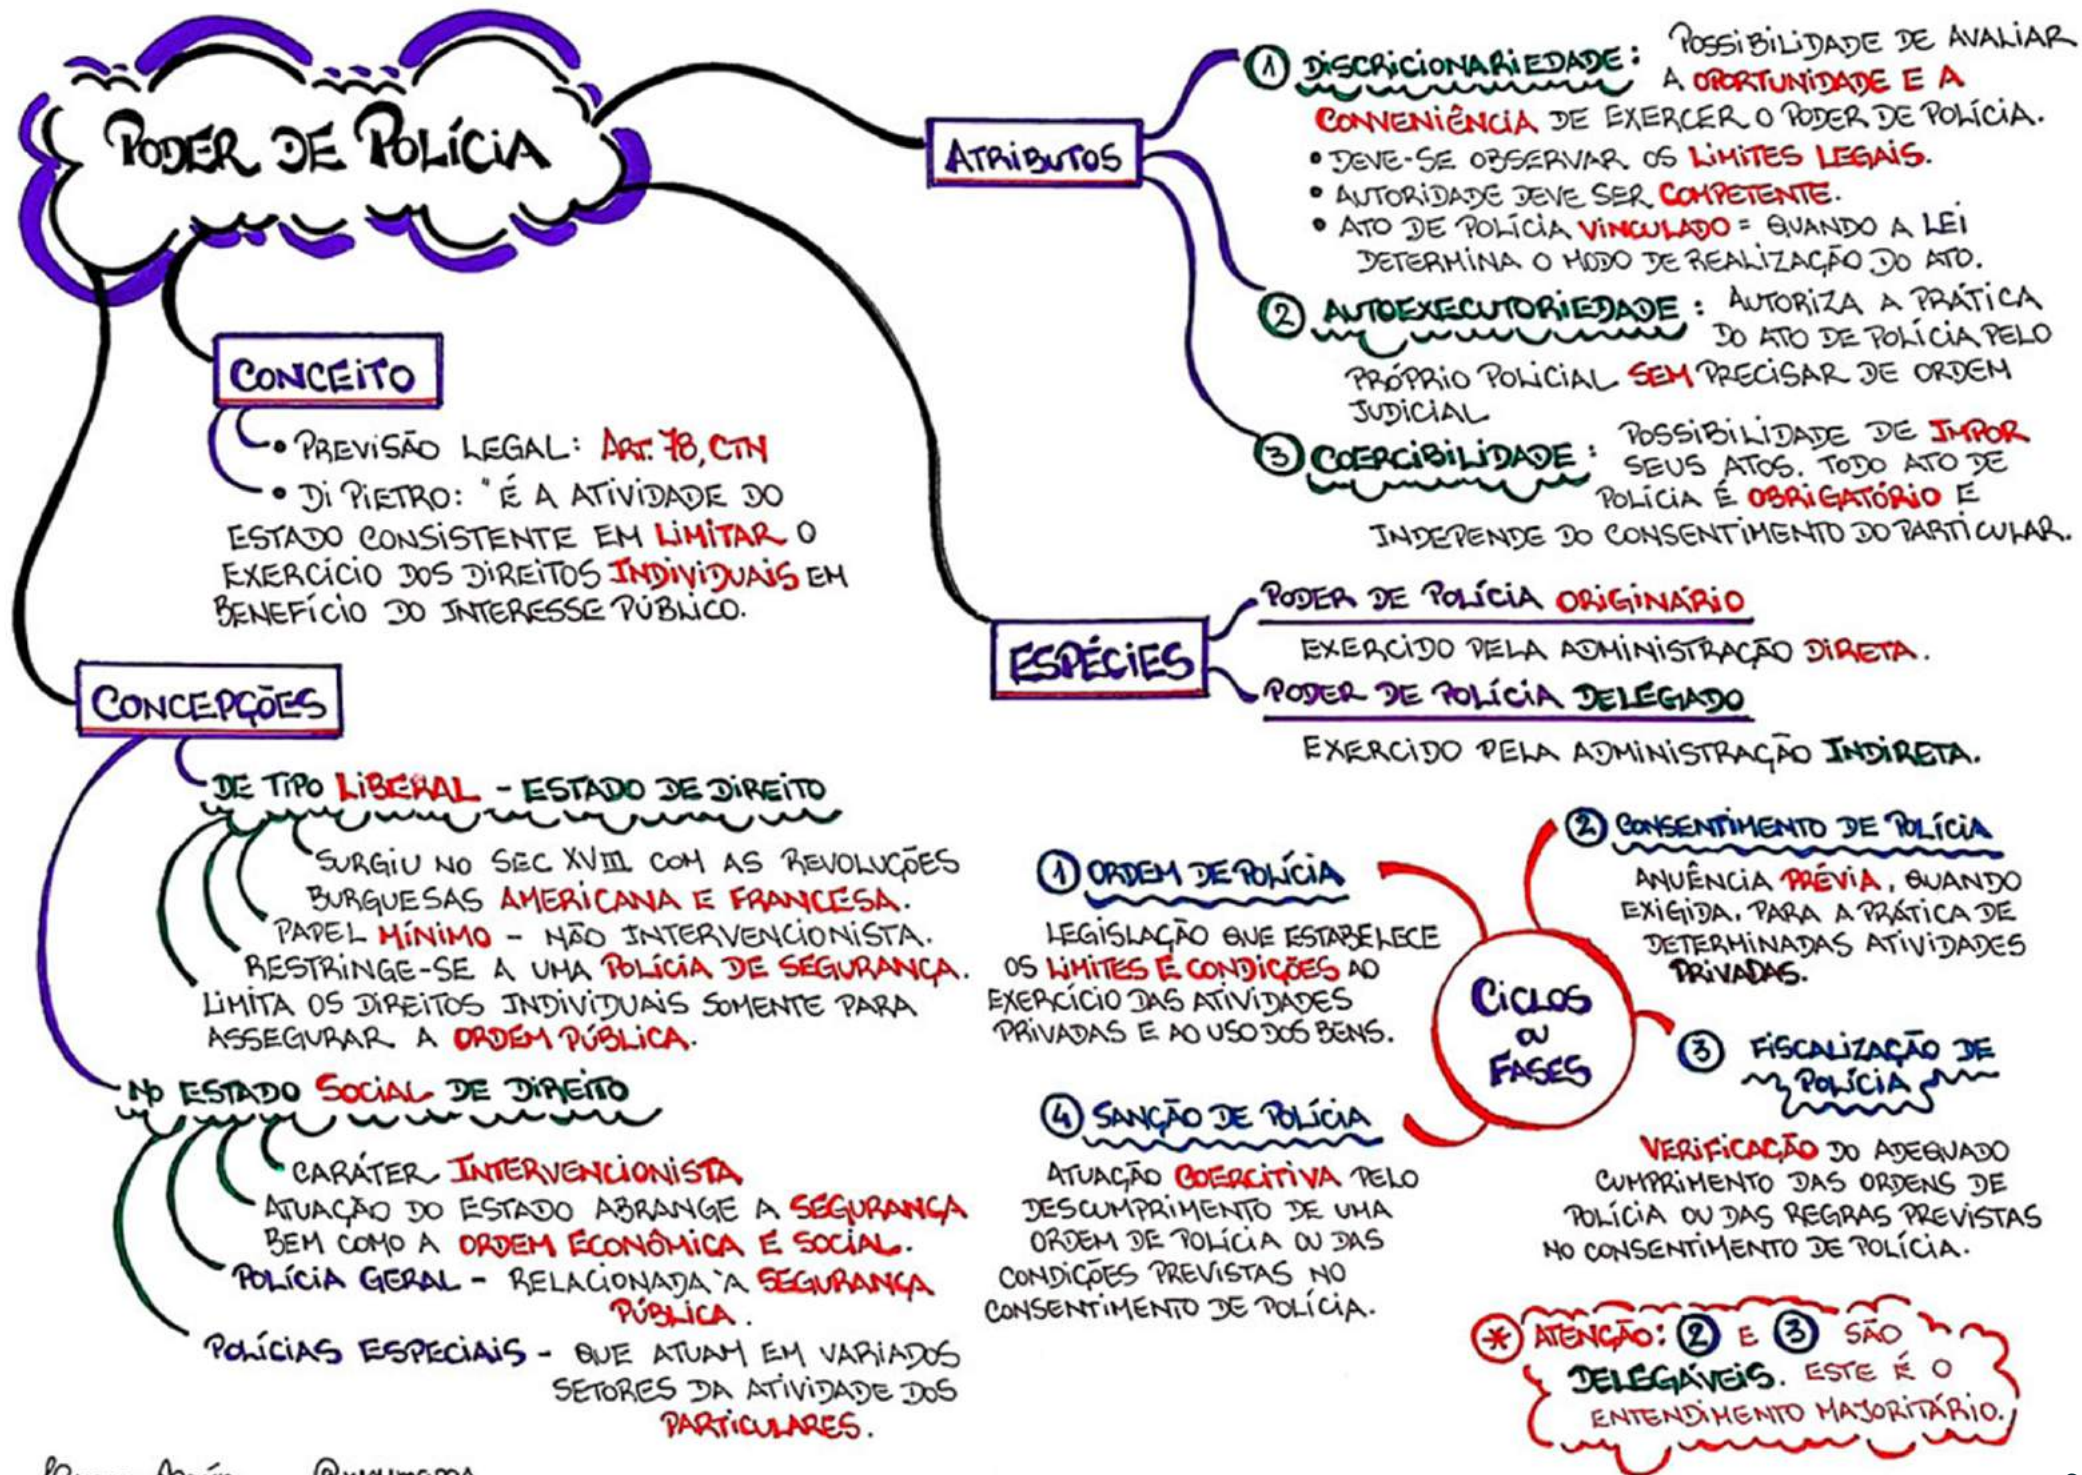 PODER DE POLÍCIA
CONCEITO
• PREVISÃO LEGAL: ART. 78, CTN
• DI PIETRO: "É A ATIVIDADE DO
ESTADO CONSISTENTE EM LIMITAR O
EXERCÍCIO DOS DIREITOS INDIVIDUAIS EM
BENEFÍCIO DO INTERESSE PÚBLICO.
CONCEPÇÕES
DE TIPO LIBERAL - ESTADO DE DIREITO
SURGIU NO SEC XVIII COM AS REVOLUÇÕES
BURGUESAS AMERICANA E FRANCESA.
PAPEL MÍNIMO - NÃO INTERVENCIONISTA.
RESTRINGE-SE A UMA POLÍCIA DE SEGURANÇA.
LIMITA OS DIREITOS INDIVIDUAIS SOMENTE PARA
ASSEGURAR A ORDEM PÚBLICA.
NO ESTADO SOCIAL DE DIREITO
CARÁTER INTERVENCIONISTA
ATUAÇÃO DO ESTADO ABRANGE A SEGURANÇA
BEM COMO A ORDEM ECONÔMICA E SOCIAL.
POLÍCIA GERAL - RELACIONADA À SEGURANÇA
PÚBLICA.
POLÍCIAS ESPECIAIS - QUE ATUAM EM VARIADOS
SETORES DA ATIVIDADE DOS
PARTICULARES.
ATRIBUTOS
1 DISCRICIONARIEDADE: POSSIBILIDADE DE AVALIAR
A OPORTUNIDADE E A
CONVENIÊNCIA DE EXERCER O PODER DE POLÍCIA.
• DEVE-SE OBSERVAR OS LIMITES LEGAIS.
• AUTORIDADE DEVE SER COMPETENTE.
• ATO DE POLÍCIA VINCULADO = QUANDO A LEI
DETERMINA O MODO DE REALIZAÇÃO DO ATO.
2 AUTOEXECUTORIEDADE: AUTORIZA A PRÁTICA
DO ATO DE POLÍCIA PELO
PRÓPRIO POLICIAL SEM PRECISAR DE ORDEM
JUDICIAL
3 COERCIBILIDADE: POSSIBILIDADE DE IMPOR
SEUS ATOS. TODO ATO DE
POLÍCIA É OBRIGATÓRIO E
INDEPENDE DO CONSENTIMENTO DO PARTICULAR.
ESPÉCIES
PODER DE POLÍCIA ORIGINÁRIO
EXERCIDO PELA ADMINISTRAÇÃO DIRETA.
PODER DE POLÍCIA DELEGADO
EXERCIDO PELA ADMINISTRAÇÃO INDIRETA.
CICLOS
OU
FASES
1 ORDEM DE POLÍCIA
LEGISLAÇÃO QUE ESTABELECE
OS LIMITES E CONDIÇÕES AO
EXERCÍCIO DAS ATIVIDADES
PRIVADAS E AO USO DOS BENS.
2 CONSENTIMENTO DE POLÍCIA
ANUÊNCIA PRÉVIA, QUANDO
EXIGIDA, PARA A PRÁTICA DE
DETERMINADAS ATIVIDADES
PRIVADAS.
3 FISCALIZAÇÃO DE
POLÍCIA
VERIFICAÇÃO DO ADEQUADO
CUMPRIMENTO DAS ORDENS DE
POLÍCIA OU DAS REGRAS PREVISTAS
NO CONSENTIMENTO DE POLÍCIA.
4 SANÇÃO DE POLÍCIA
ATUAÇÃO COERCITIVA PELO
DESCUMPRIMENTO DE UMA
ORDEM DE POLÍCIA OU DAS
CONDIÇÕES PREVISTAS NO
CONSENTIMENTO DE POLÍCIA.
* ATENÇÃO: 2 E 3 SÃO
DELEGÁVEIS. ESTE É O
ENTENDIMENTO MAJORITÁRIO.